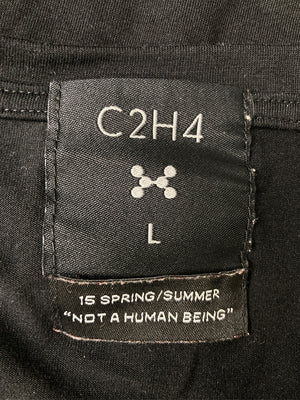 C2H4
L
15 SPRING/SUMMER
"NOT A HUMAN BEING"